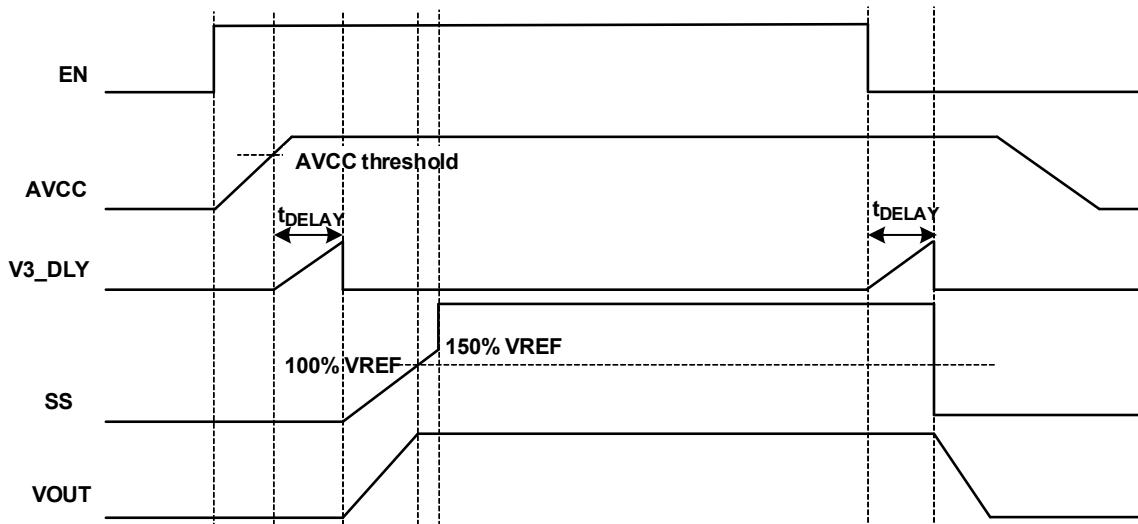 EN
AVCC threshold
AVCC
tDELAY
tDELAY
V3_DLY
150% VREF
100% VREF
SS
VOUT